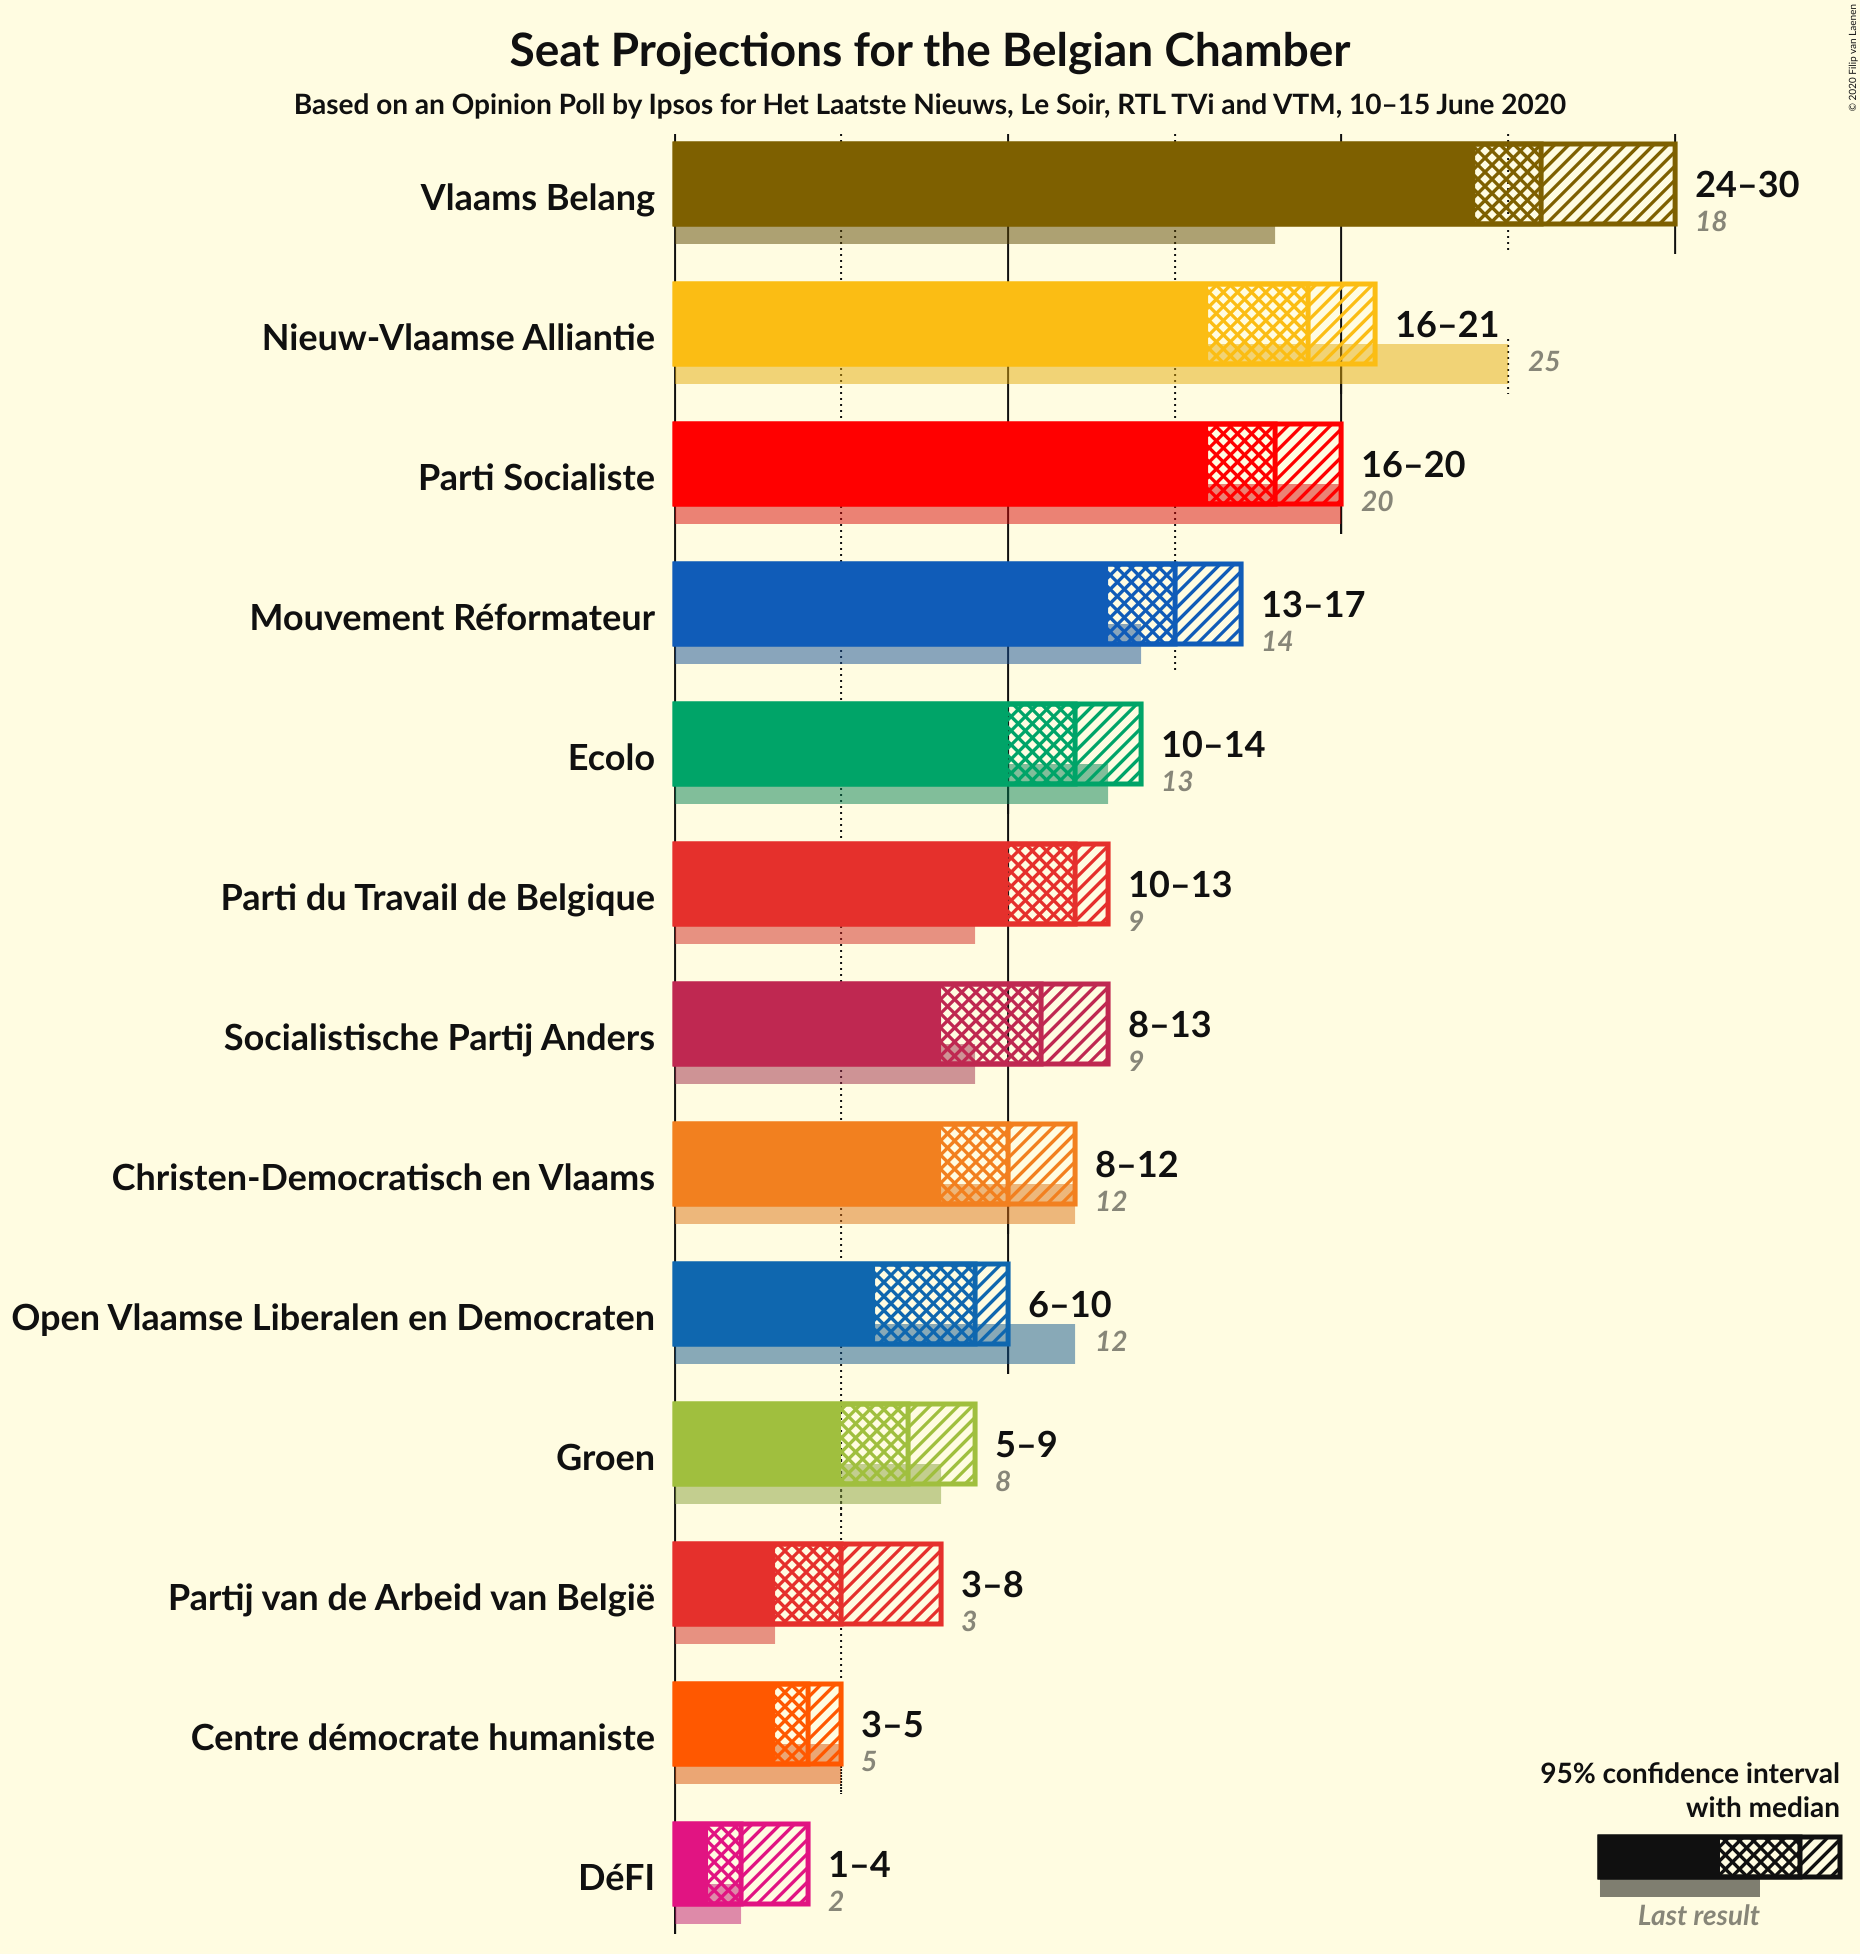 © 2020 Filip van Laenen
Seat Projections for the Belgian Chamber
Based on an Opinion Poll by Ipsos for Het Laatste Nieuws, Le Soir, RTL TVi and VTM, 10–15 June 2020
Vlaams Belang
24–30
18
Nieuw-Vlaamse Alliantie
16–21
25
Parti Socialiste
16–20
20
Mouvement Réformateur
13–17
14
Ecolo
10–14
13
Parti du Travail de Belgique
10–13
9
Socialistische Partij Anders
8–13
9
Christen-Democratisch en Vlaams
8–12
12
Open Vlaamse Liberalen en Democraten
6–10
12
Groen
5–9
8
Partij van de Arbeid van België
3–8
3
Centre démocrate humaniste
3–5
5
DéFI
1–4
2
95% confidence interval
with median
Last result